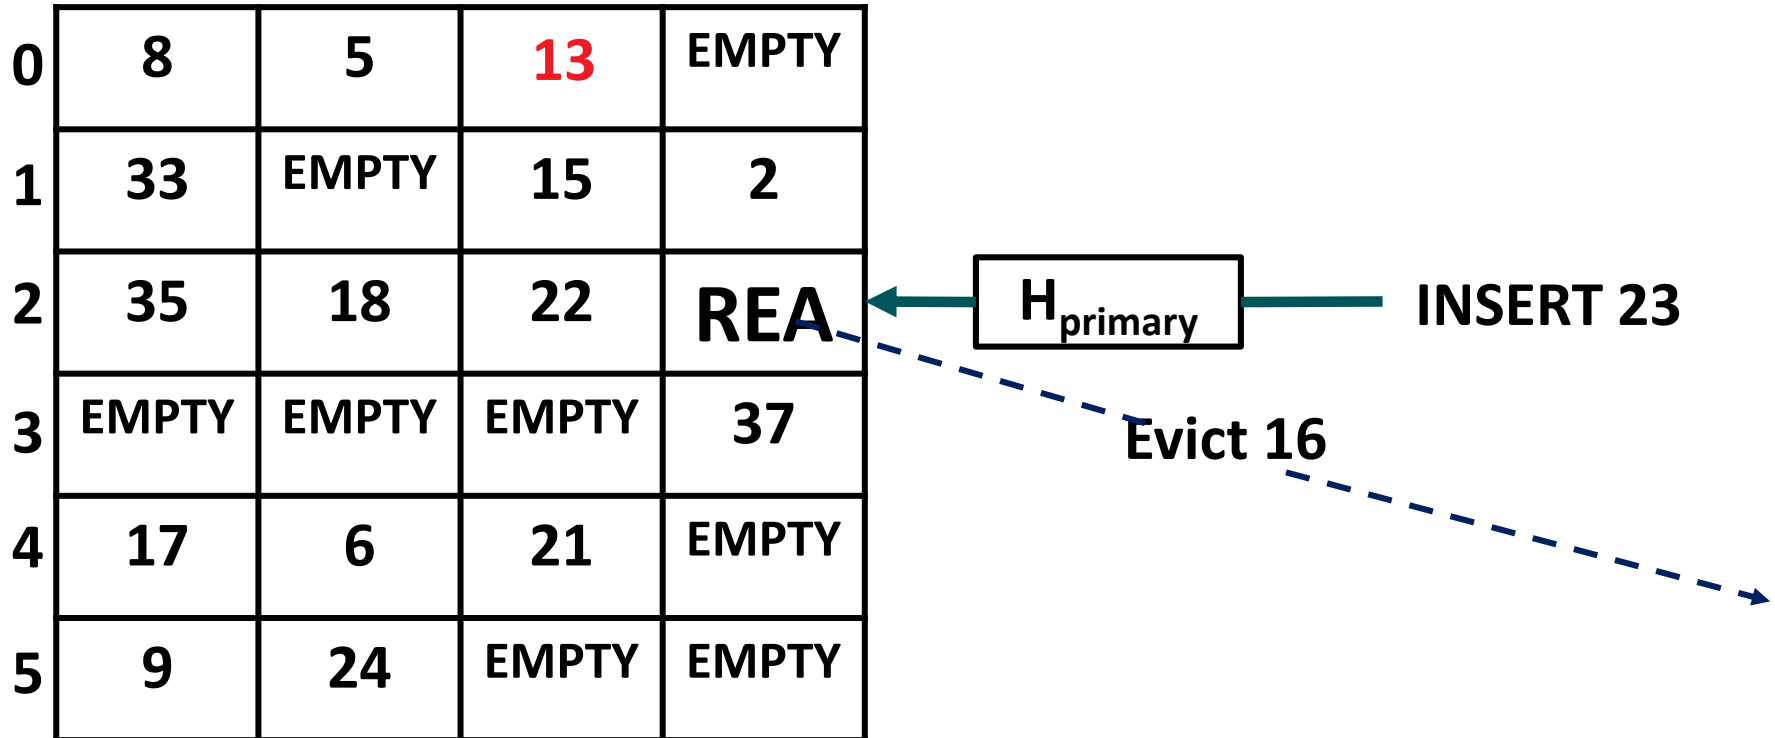 0 8 5 13 EMPTY
1 33 EMPTY 15 2
2 35 18 22 REA
Hprimary
INSERT 23
3 EMPTY EMPTY EMPTY 37
Evict 16
4 17 6 21 EMPTY
5 9 24 EMPTY EMPTY